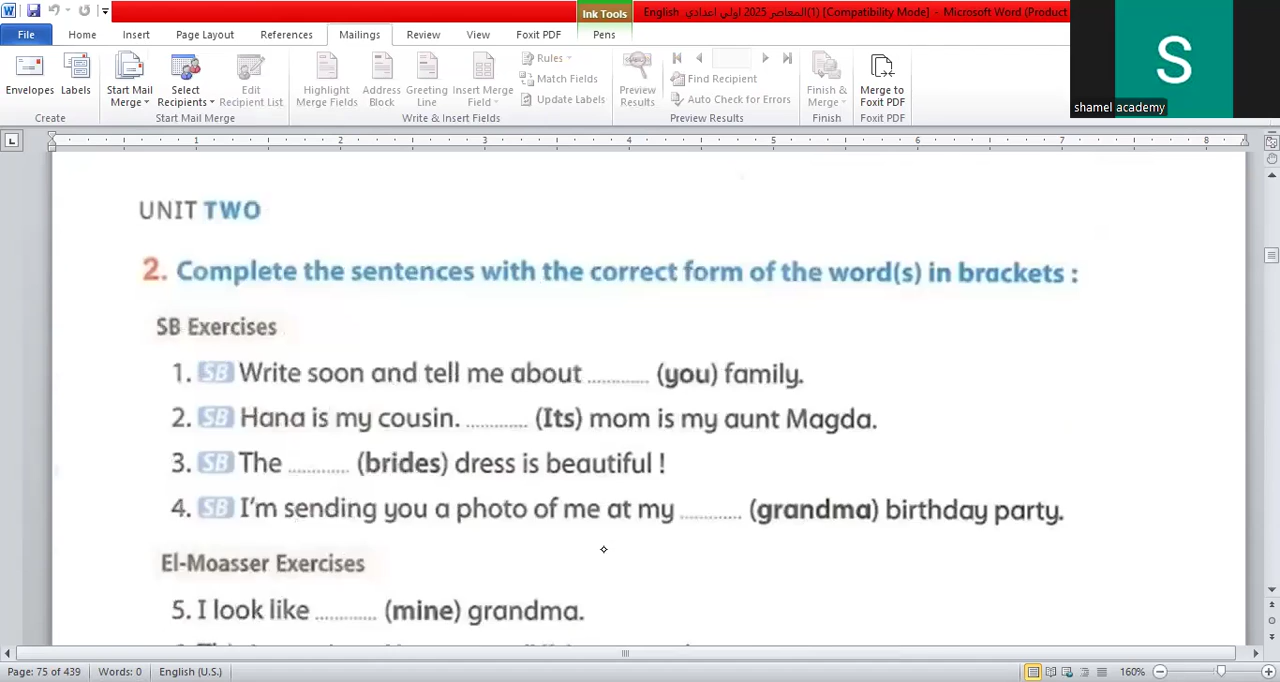 Ink Tools
English المعاصر 2025 اولي اعدادي(1) [Compatibility Mode] - Microsoft Word (Product
File Home Insert Page Layout References Mailings Review View Foxit PDF Pens
Envelopes Labels
Create
Start Mail Merge Select Recipients Edit Recipient List
Start Mail Merge
Highlight Merge Fields Address Block Greeting Line Insert Merge Field
Rules
Match Fields
Update Labels
Write & Insert Fields
Preview Results
Find Recipient
Auto Check for Errors
Preview Results
Finish & Merge
Finish
Merge to Foxit PDF
Foxit PDF
S
shamel academy
1 2 3 4 5 6 7 8
UNIT TWO
2. Complete the sentences with the correct form of the word(s) in brackets :
SB Exercises
1. SB Write soon and tell me about ............ (you) family.
2. SB Hana is my cousin. ............ (Its) mom is my aunt Magda.
3. SB The ............ (brides) dress is beautiful !
4. SB I'm sending you a photo of me at my ............ (grandma) birthday party.
El-Moasser Exercises
5. I look like ............ (mine) grandma.
Page: 75 of 439 Words: 0 English (U.S.) 160%